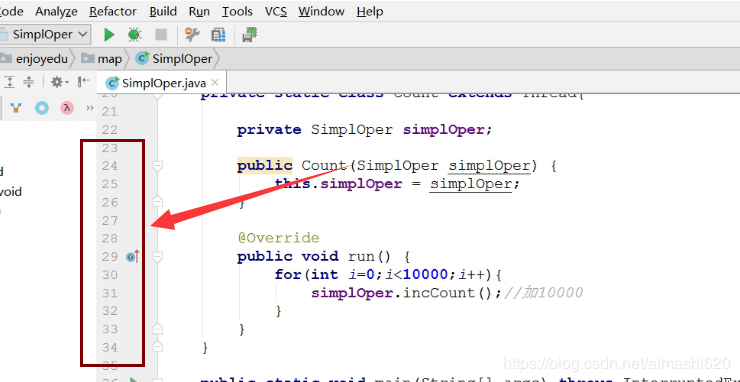 ode Analyze Refactor Build Run Tools VCS Window Help
SimplOper
enjoyedu map SimplOper
SimplOper.java
private static class Count extends Thread{
21
22 private SimplOper simplOper;
23
24 public Count(SimplOper simplOper) {
void
25 this.simplOper = simplOper;
26 }
27
28 @Override
29 public void run() {
30 for(int i=0;i<10000;i++){
31 simplOper.incCount();//加10000
32 }
33 }
34 }
35
https://blog.csdn.net/aimashi620
public static void main(String[] args) throws InterruptedEx